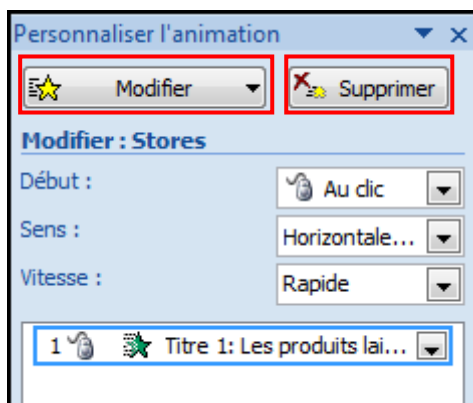 Personnaliser l'animation
Modifier
Supprimer
Modifier : Stores
Début :
Au clic
Sens :
Horizontale...
Vitesse :
Rapide
1 Titre 1: Les produits lai...